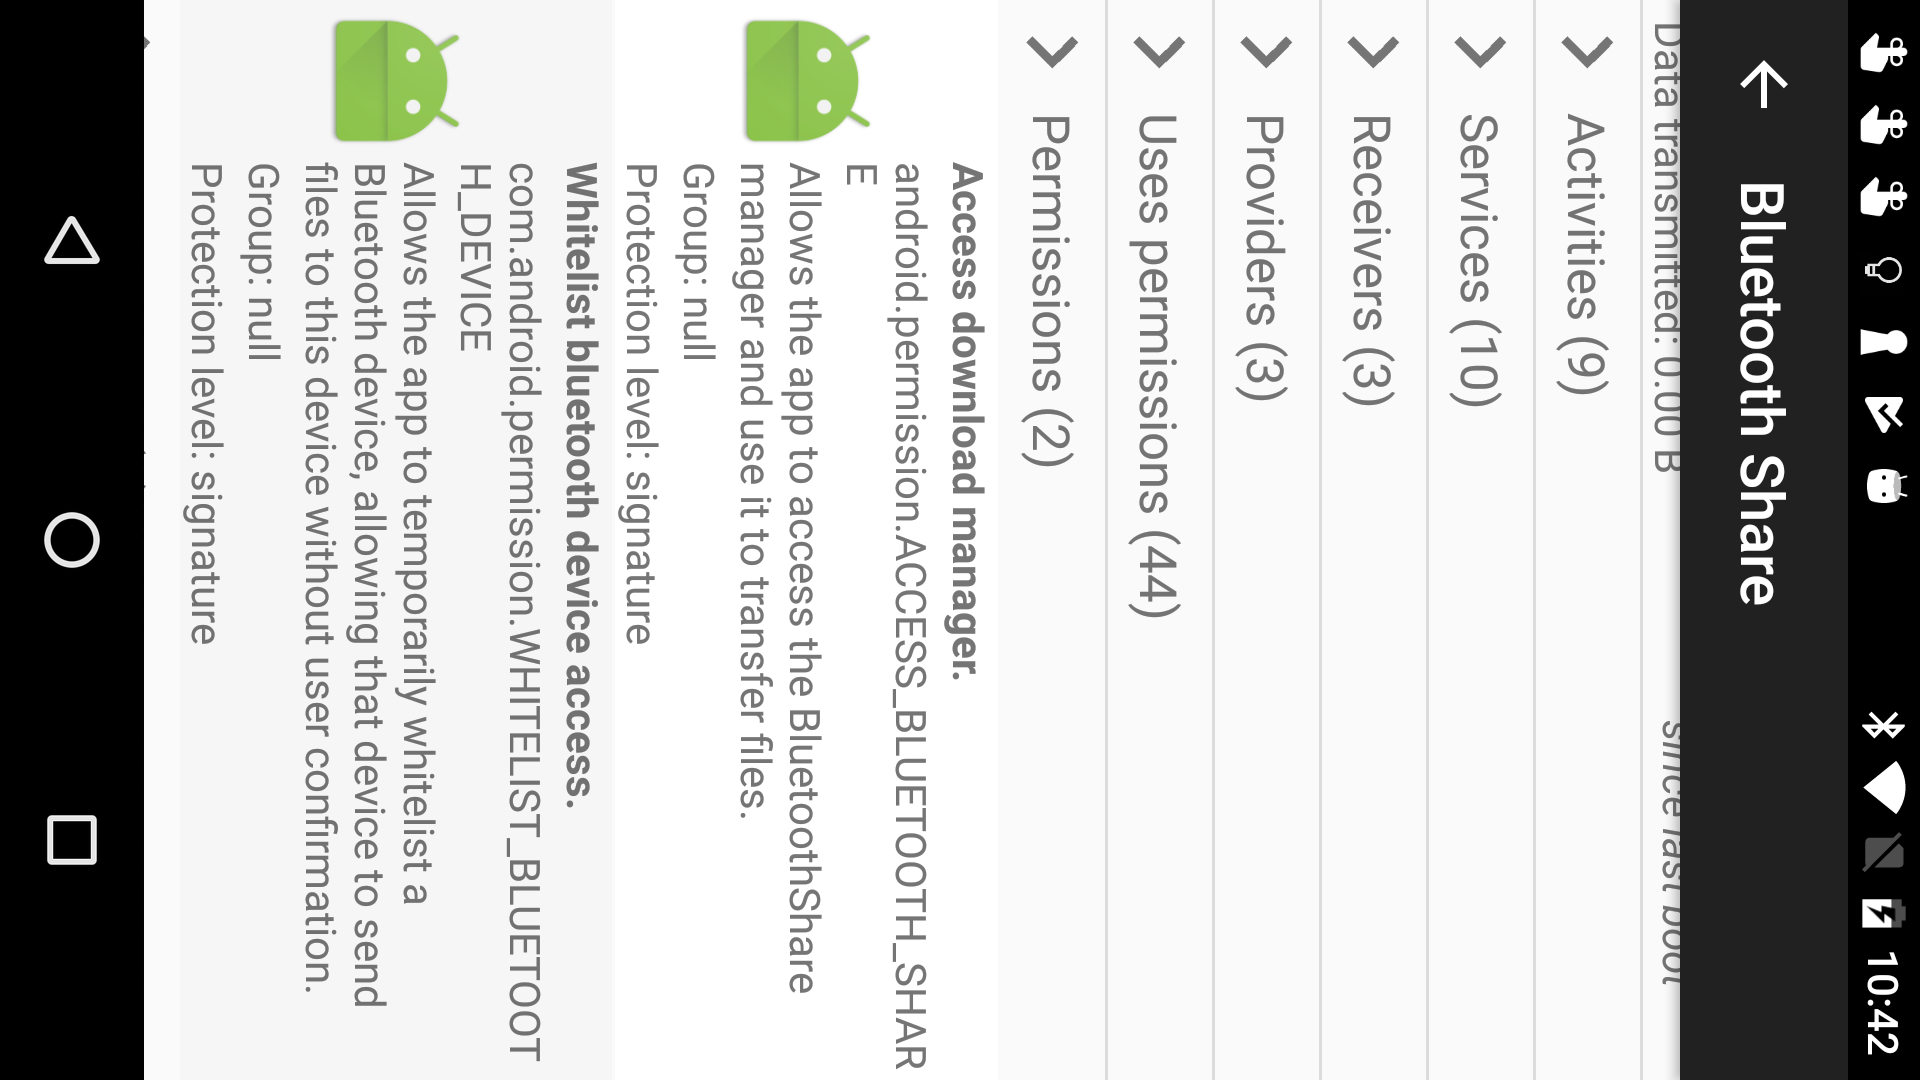 10:42
Bluetooth Share
Data transmitted: 0.00 B
since last boot
Activities (9)
Services (10)
Receivers (3)
Providers (3)
Uses permissions (44)
Permissions (2)
Access download manager.
android.permission.ACCESS_BLUETOOTH_SHAR
E
Allows the app to access the BluetoothShare
manager and use it to transfer files.
Group: null
Protection level: signature
Whitelist bluetooth device access.
com.android.permission.WHITELIST_BLUETOOT
H_DEVICE
Allows the app to temporarily whitelist a
Bluetooth device, allowing that device to send
files to this device without user confirmation.
Group: null
Protection level: signature